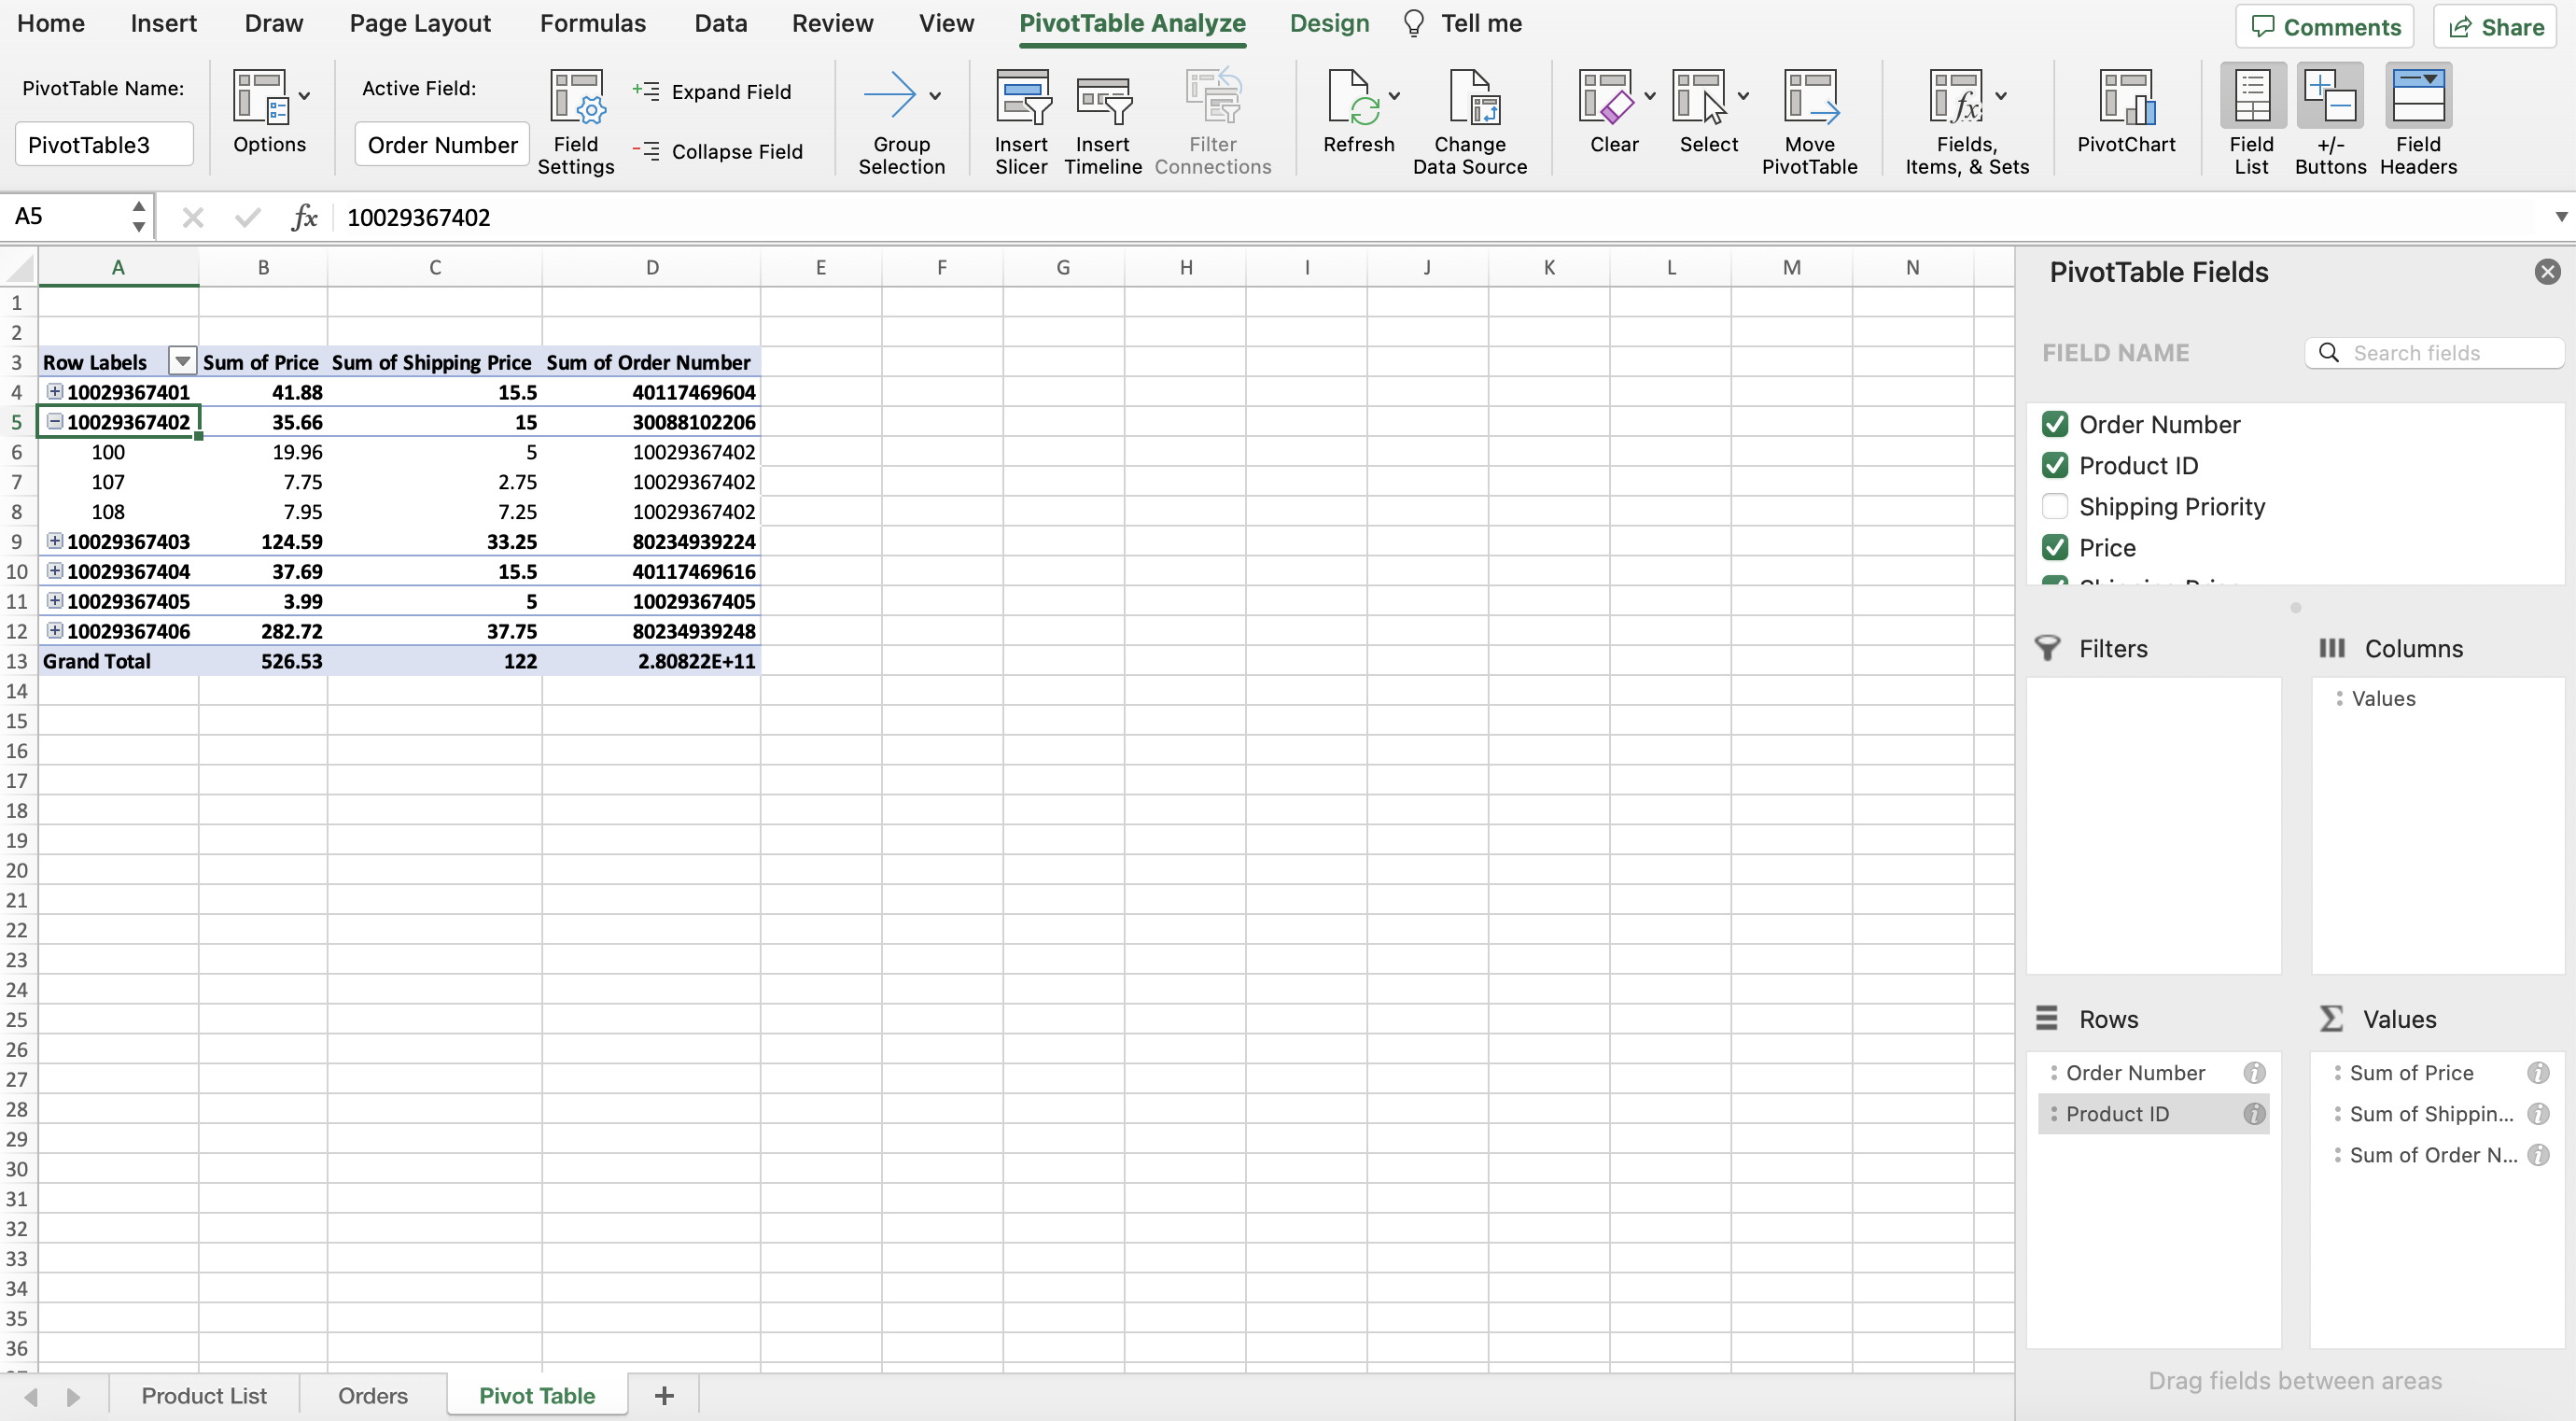 Home Insert Draw Page Layout Formulas Data Review View PivotTable Analyze Design Tell me Comments Share
PivotTable Name:
PivotTable3
Options
Active Field:
Order Number
Field Settings
Expand Field
Collapse Field
Group Selection
Insert Slicer
Insert Timeline
Filter Connections
Refresh
Change Data Source
Clear
Select
Move PivotTable
Fields, Items, & Sets
PivotChart
Field List
+/- Buttons
Field Headers
A5 fx 10029367402
A B C D E F G H I J K L M N
1
2
3 Row Labels Sum of Price Sum of Shipping Price Sum of Order Number
4 10029367401 41.88 15.5 40117469604
5 10029367402 35.66 15 30088102206
6 100 19.96 5 10029367402
7 107 7.75 2.75 10029367402
8 108 7.95 7.25 10029367402
9 10029367403 124.59 33.25 80234939224
10 10029367404 37.69 15.5 40117469616
11 10029367405 3.99 5 10029367405
12 10029367406 282.72 37.75 80234939248
13 Grand Total 526.53 122 2.80822E+11
14
15
16
17
18
19
20
21
22
23
24
25
26
27
28
29
30
31
32
33
34
35
36
Product List Orders Pivot Table +
PivotTable Fields
FIELD NAME Search fields
Order Number
Product ID
Shipping Priority
Price
Filters
Columns
Values
Rows
Order Number
Product ID
Values
Sum of Price
Sum of Shippin...
Sum of Order N...
Drag fields between areas